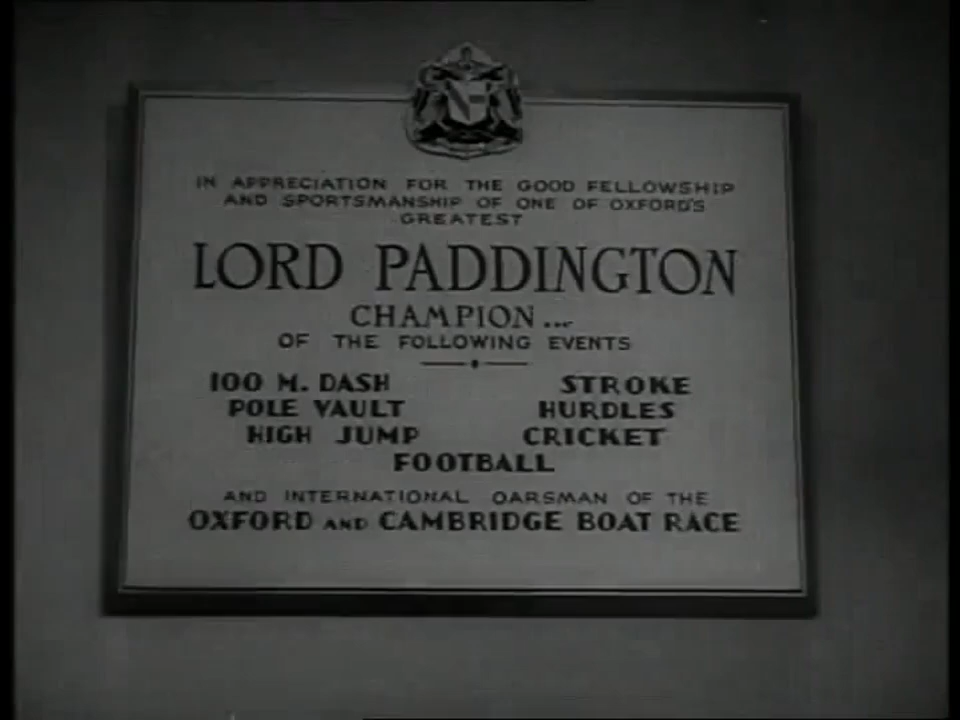 IN APPRECIATION FOR THE GOOD FELLOWSHIP
AND SPORTSMANSHIP OF ONE OF OXFORD'S
GREATEST
LORD PADDINGTON
CHAMPION...
OF THE FOLLOWING EVENTS
100 M. DASH STROKE
POLE VAULT HURDLES
HIGH JUMP CRICKET
FOOTBALL
AND INTERNATIONAL OARSMAN OF THE
OXFORD AND CAMBRIDGE BOAT RACE